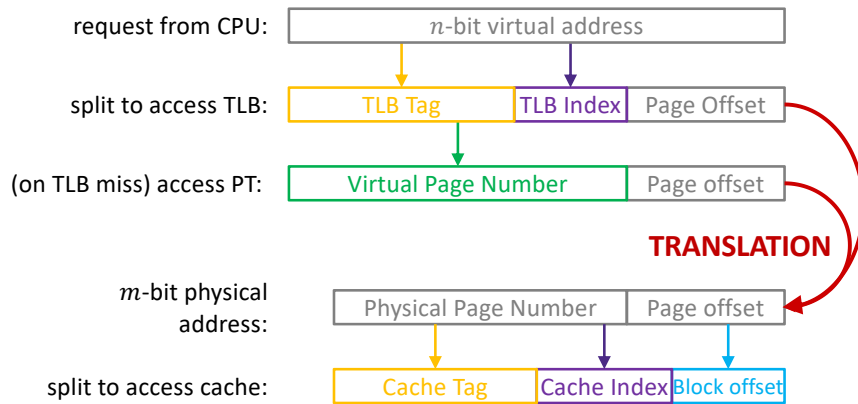 request from CPU: n-bit virtual address
split to access TLB: TLB Tag TLB Index Page Offset
(on TLB miss) access PT: Virtual Page Number Page offset
TRANSLATION
m-bit physical
address: Physical Page Number Page offset
split to access cache: Cache Tag Cache Index Block offset